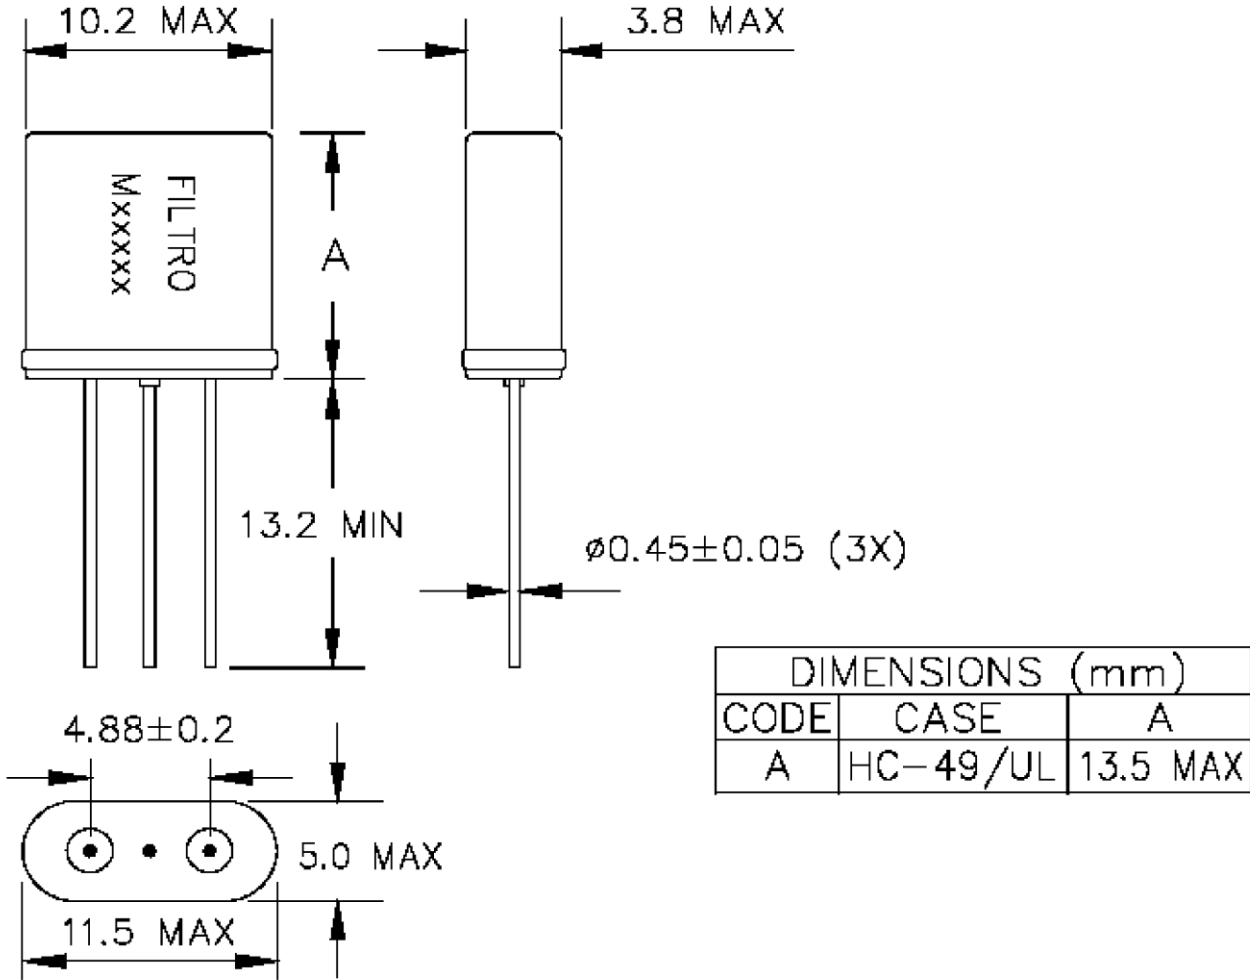 10.2 MAX
3.8 MAX
FILTRO
Mxxxxx
A
13.2 MIN
ø0.45±0.05 (3X)
DIMENSIONS (mm)
CODE CASE A
A HC-49/UL 13.5 MAX
4.88±0.2
5.0 MAX
11.5 MAX